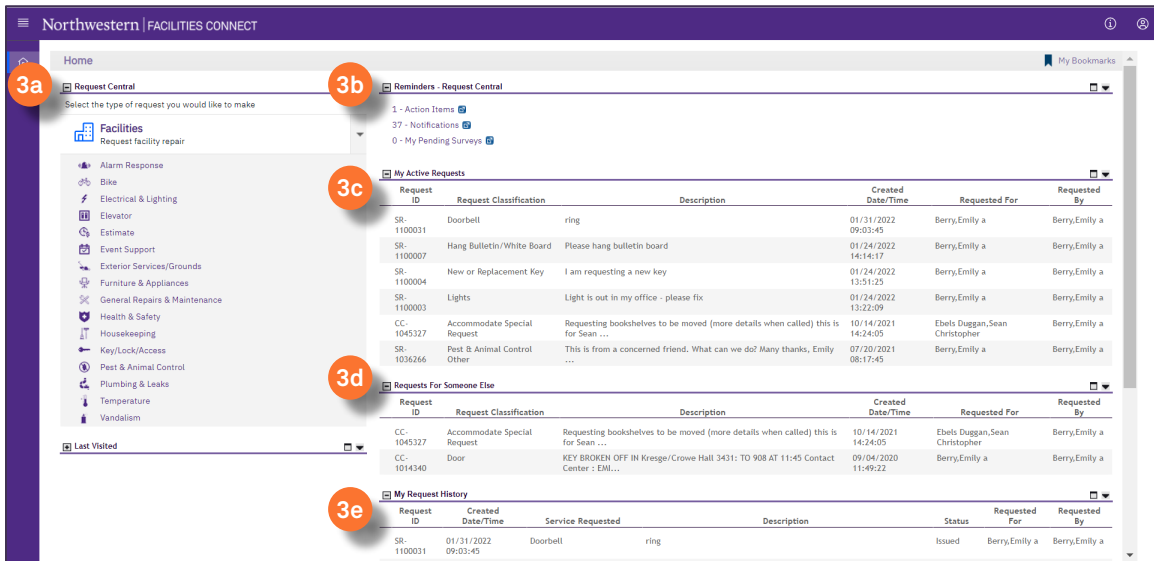 Northwestern | FACILITIES CONNECT
Home
My Bookmarks
3a
Request Central
Select the type of request you would like to make
Facilities
Request facility repair
Alarm Response
Bike
Electrical & Lighting
Elevator
Estimate
Event Support
Exterior Services/Grounds
Furniture & Appliances
General Repairs & Maintenance
Health & Safety
Housekeeping
Key/Lock/Access
Pest & Animal Control
Plumbing & Leaks
Temperature
Vandalism
Last Visited
3b
Reminders - Request Central
1 - Action Items
37 - Notifications
0 - My Pending Surveys
3c
My Active Requests
Request Created Requested
ID Request Classification Description Date/Time Requested For By
SR- Doorbell ring 01/31/2022 Berry,Emily a Berry,Emily a
1100031 09:03:45
SR- Hang Bulletin/White Board Please hang bulletin board 01/24/2022 Berry,Emily a Berry,Emily a
1100007 14:14:17
SR- New or Replacement Key I am requesting a new key 01/24/2022 Berry,Emily a Berry,Emily a
1100004 13:51:25
SR- Lights Light is out in my office - please fix 01/24/2022 Berry,Emily a Berry,Emily a
1100003 13:22:09
CC- Accommodate Special Requesting bookshelves to be moved (more details when called) this is 10/14/2021 Ebels Duggan,Sean Berry,Emily a
1045327 Request for Sean ... 14:24:05 Christopher
SR- Pest & Animal Control This is from a concerned friend. What can we do? Many thanks, Emily 07/20/2021 Berry,Emily a Berry,Emily a
1036266 Other ... 08:17:45
3d
Requests For Someone Else
Request Created Requested
ID Request Classification Description Date/Time Requested For By
CC- Accommodate Special Requesting bookshelves to be moved (more details when called) this is 10/14/2021 Ebels Duggan,Sean Berry,Emily a
1045327 Request for Sean ... 14:24:05 Christopher
CC- Door KEY BROKEN OFF IN Kresge/Crowe Hall 3431: TO 908 AT 11:45 Contact 09/04/2020 Berry,Emily a Berry,Emily a
1014340 Center : EMI... 11:49:22
3e
My Request History
Request Created Requested Requested
ID Date/Time Service Requested Description Status For By
SR- 01/31/2022 Doorbell ring Issued Berry,Emily a Berry,Emily a
1100031 09:03:45